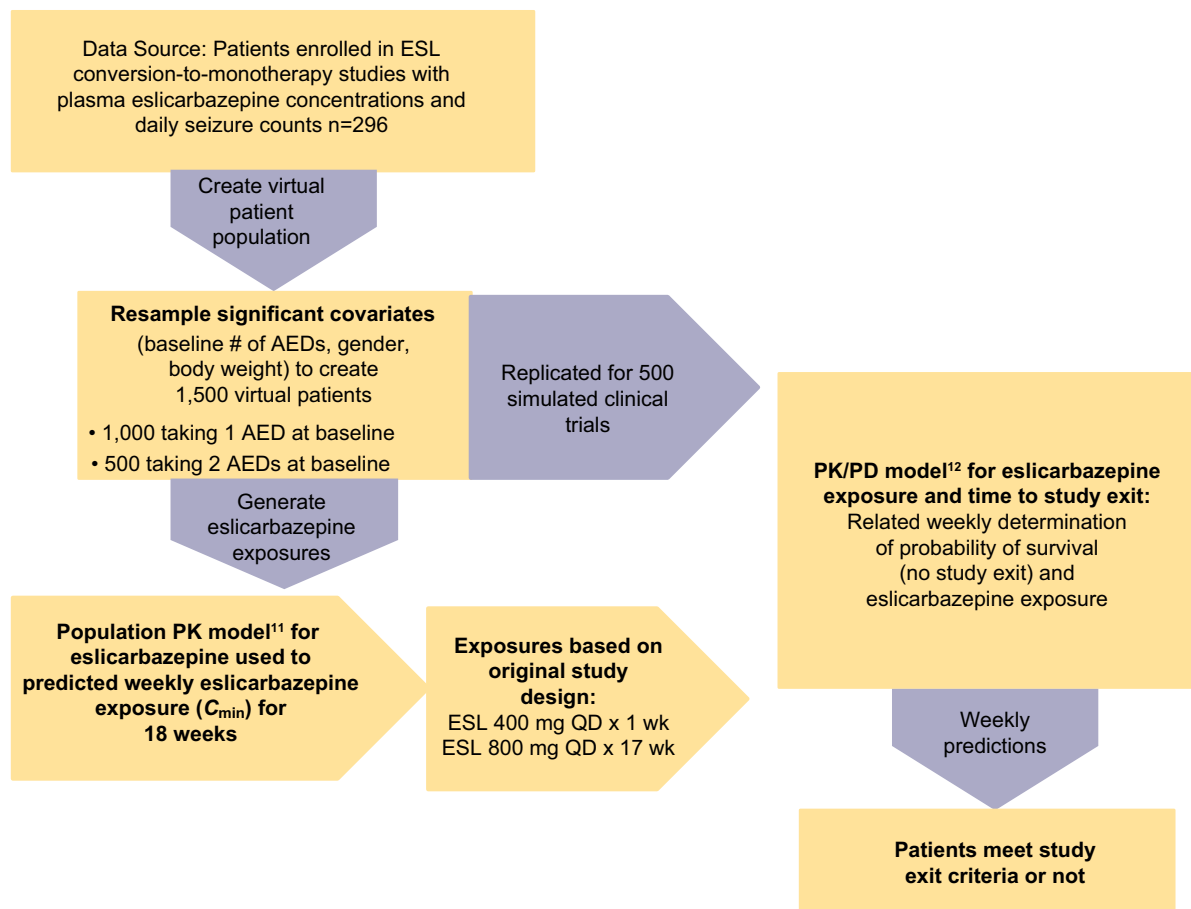 Data Source: Patients enrolled in ESL
conversion-to-monotherapy studies with
plasma eslicarbazepine concentrations and
daily seizure counts n=296
Create virtual
patient
population
Resample significant covariates
(baseline # of AEDs, gender,
body weight) to create
1,500 virtual patients
• 1,000 taking 1 AED at baseline
• 500 taking 2 AEDs at baseline
Replicated for 500
simulated clinical
trials
Generate
eslicarbazepine
exposures
Population PK model¹¹ for
eslicarbazepine used to
predicted weekly eslicarbazepine
exposure (Cmin) for
18 weeks
Exposures based on
original study
design:
ESL 400 mg QD x 1 wk
ESL 800 mg QD x 17 wk
PK/PD model¹² for eslicarbazepine
exposure and time to study exit:
Related weekly determination
of probability of survival
(no study exit) and
eslicarbazepine exposure
Weekly
predictions
Patients meet study
exit criteria or not